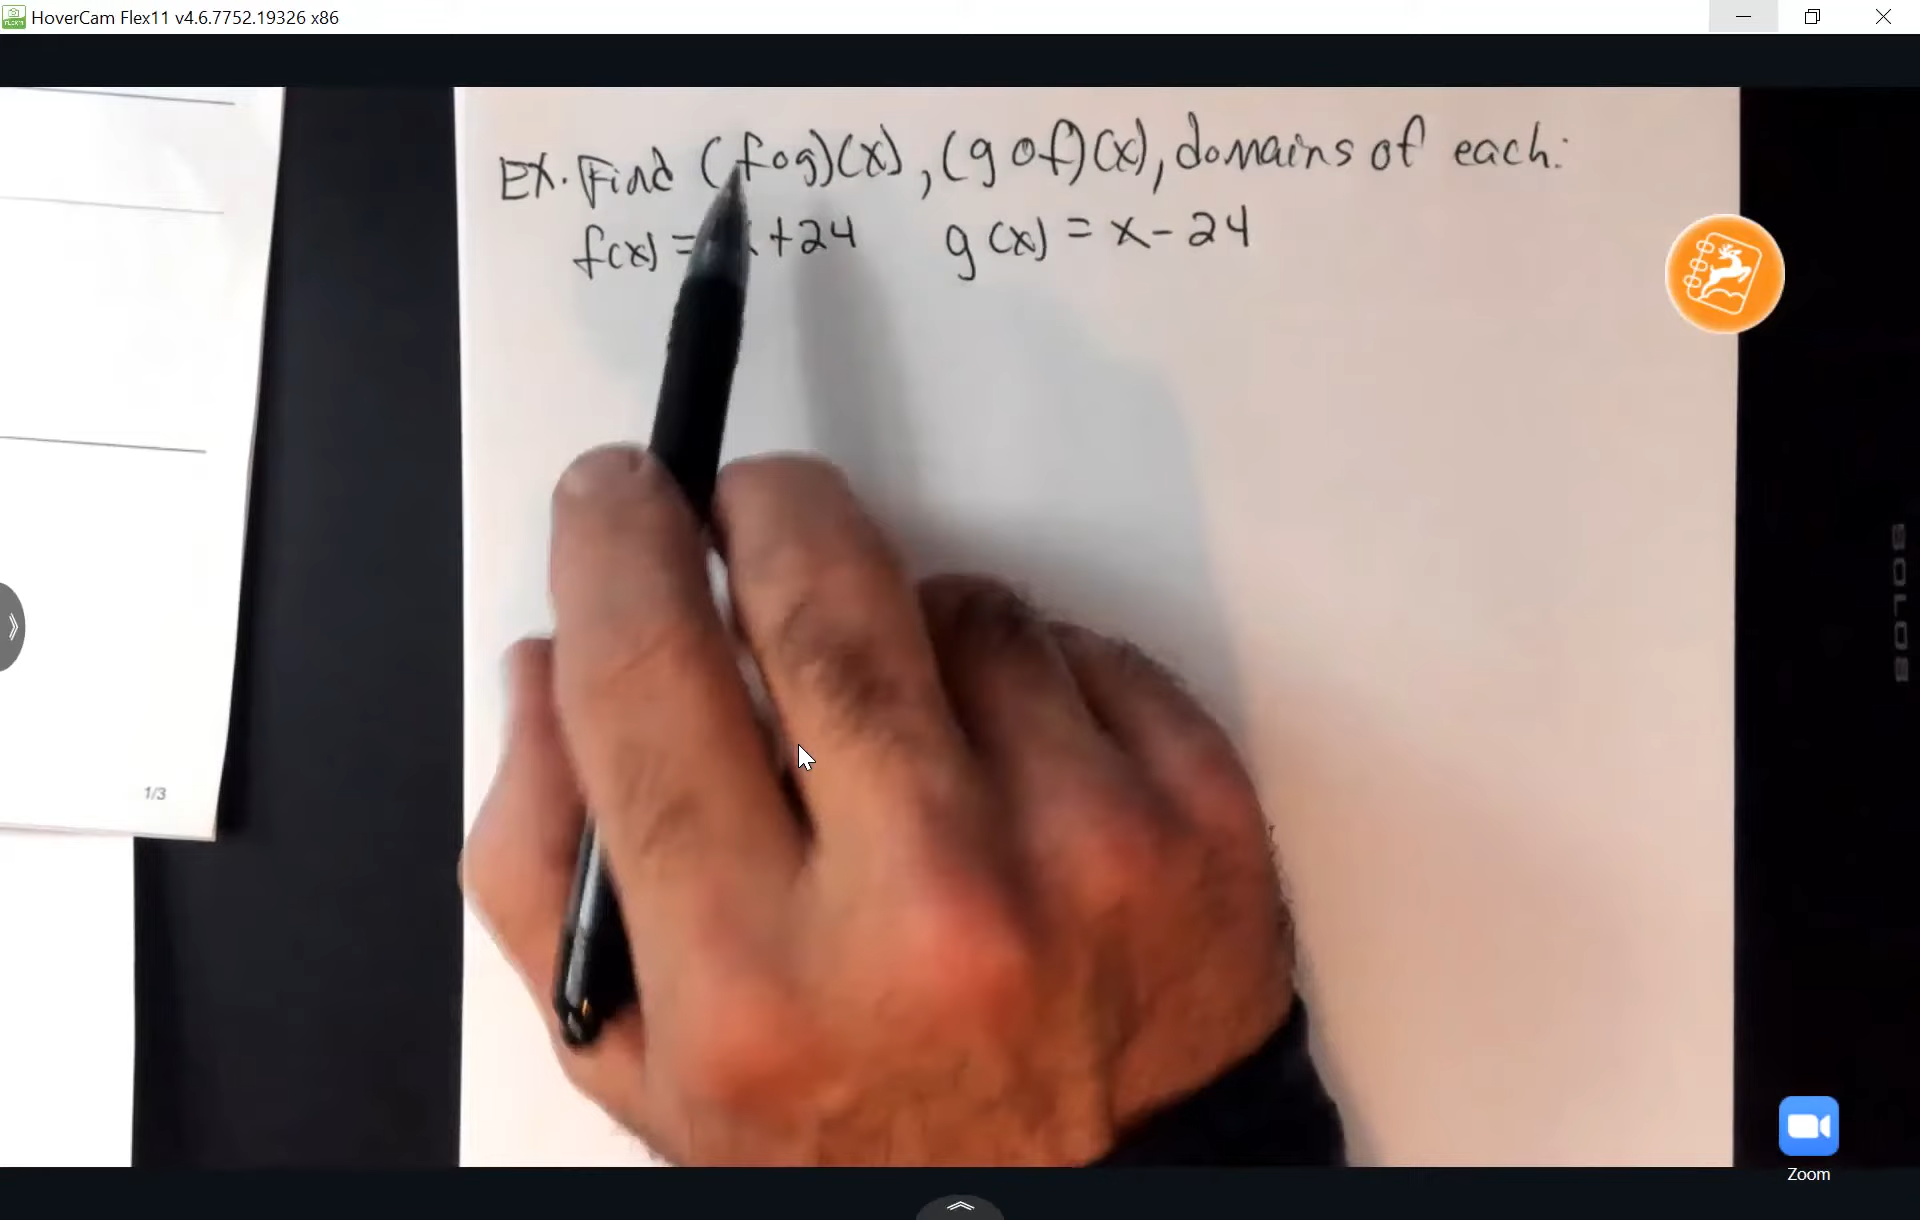 HoverCam Flex11 v4.6.7752.19326 x86
EX. Find (fog)(x), (gof)(x), domains of each:
f(x) = +24 g(x) = x-24
1/3
SOLO8
Zoom